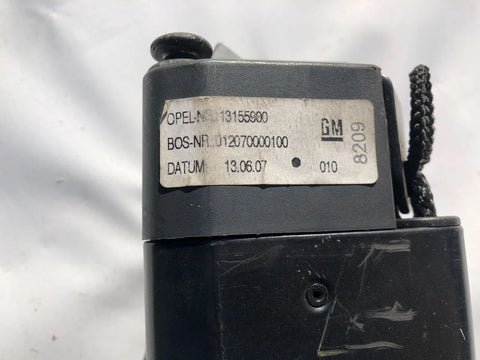 OPEL-NR.:13155900
BOS-NR.:012070000100
DATUM: 13.06.07 010
GM
8209